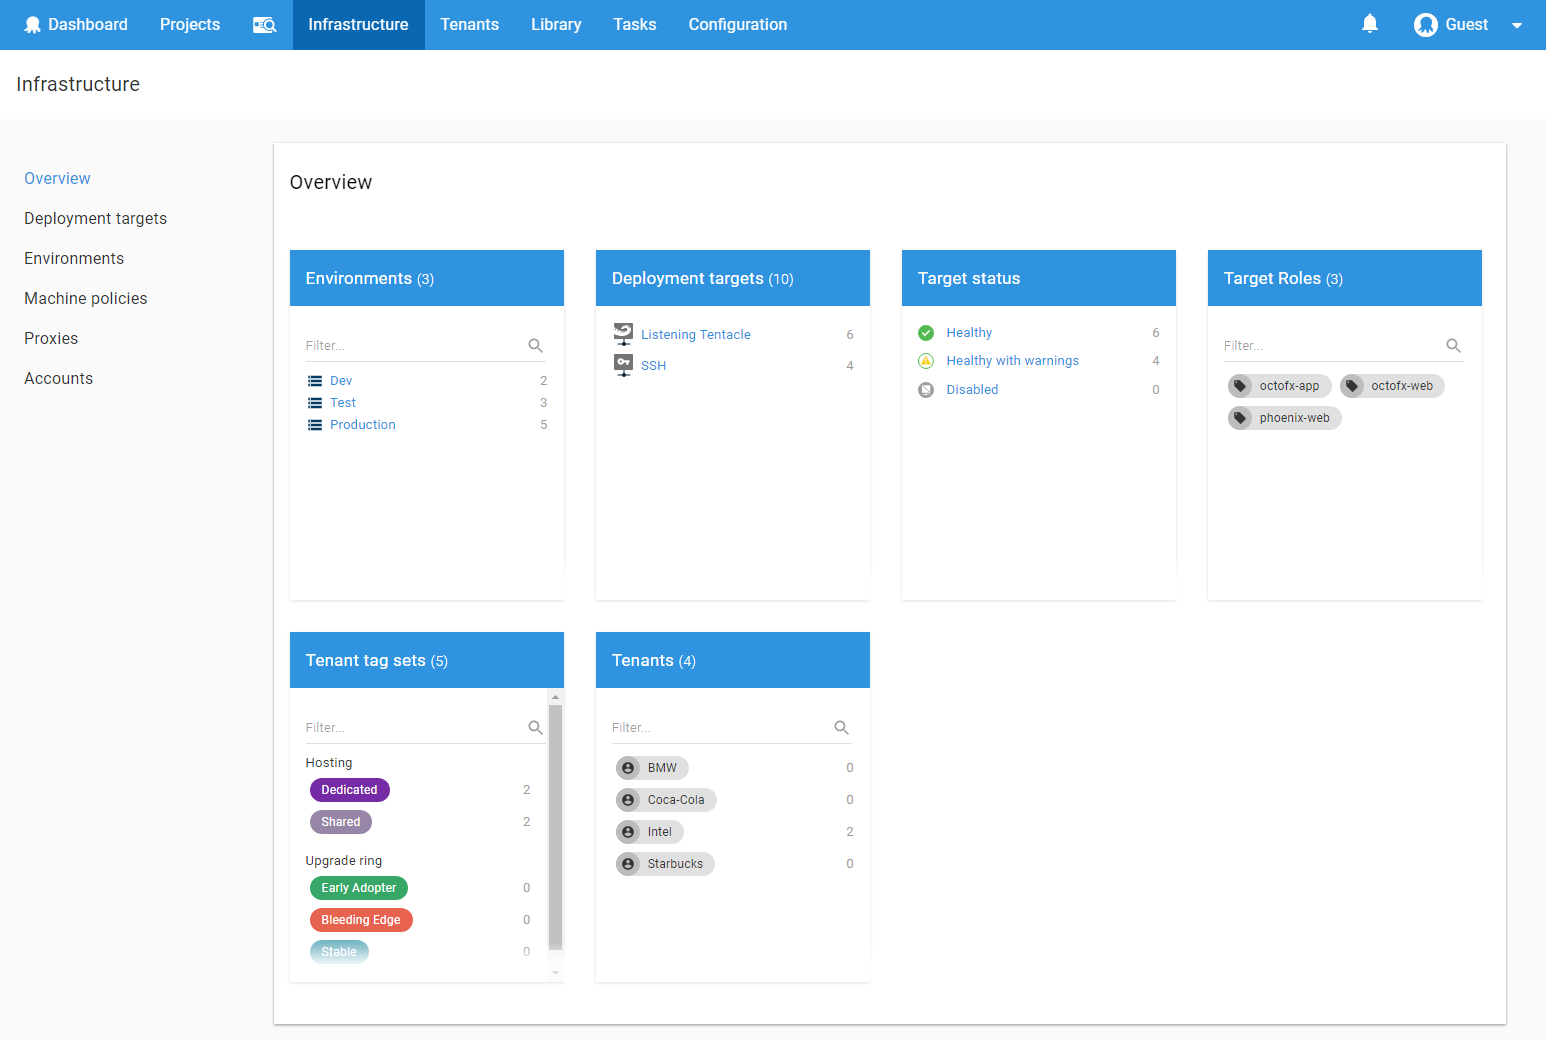 Dashboard Projects Infrastructure Tenants Library Tasks Configuration Guest
Infrastructure
Overview
Deployment targets
Environments
Machine policies
Proxies
Accounts
Overview
Environments (3)
Filter...
Dev 2
Test 3
Production 5
Deployment targets (10)
Listening Tentacle 6
SSH 4
Target status
Healthy 6
Healthy with warnings 4
Disabled 0
Target Roles (3)
Filter...
octofx-app octofx-web
phoenix-web
Tenant tag sets (5)
Filter...
Hosting
Dedicated 2
Shared 2
Upgrade ring
Early Adopter 0
Bleeding Edge 0
Stable 0
Tenants (4)
Filter...
BMW 0
Coca-Cola 0
Intel 2
Starbucks 0